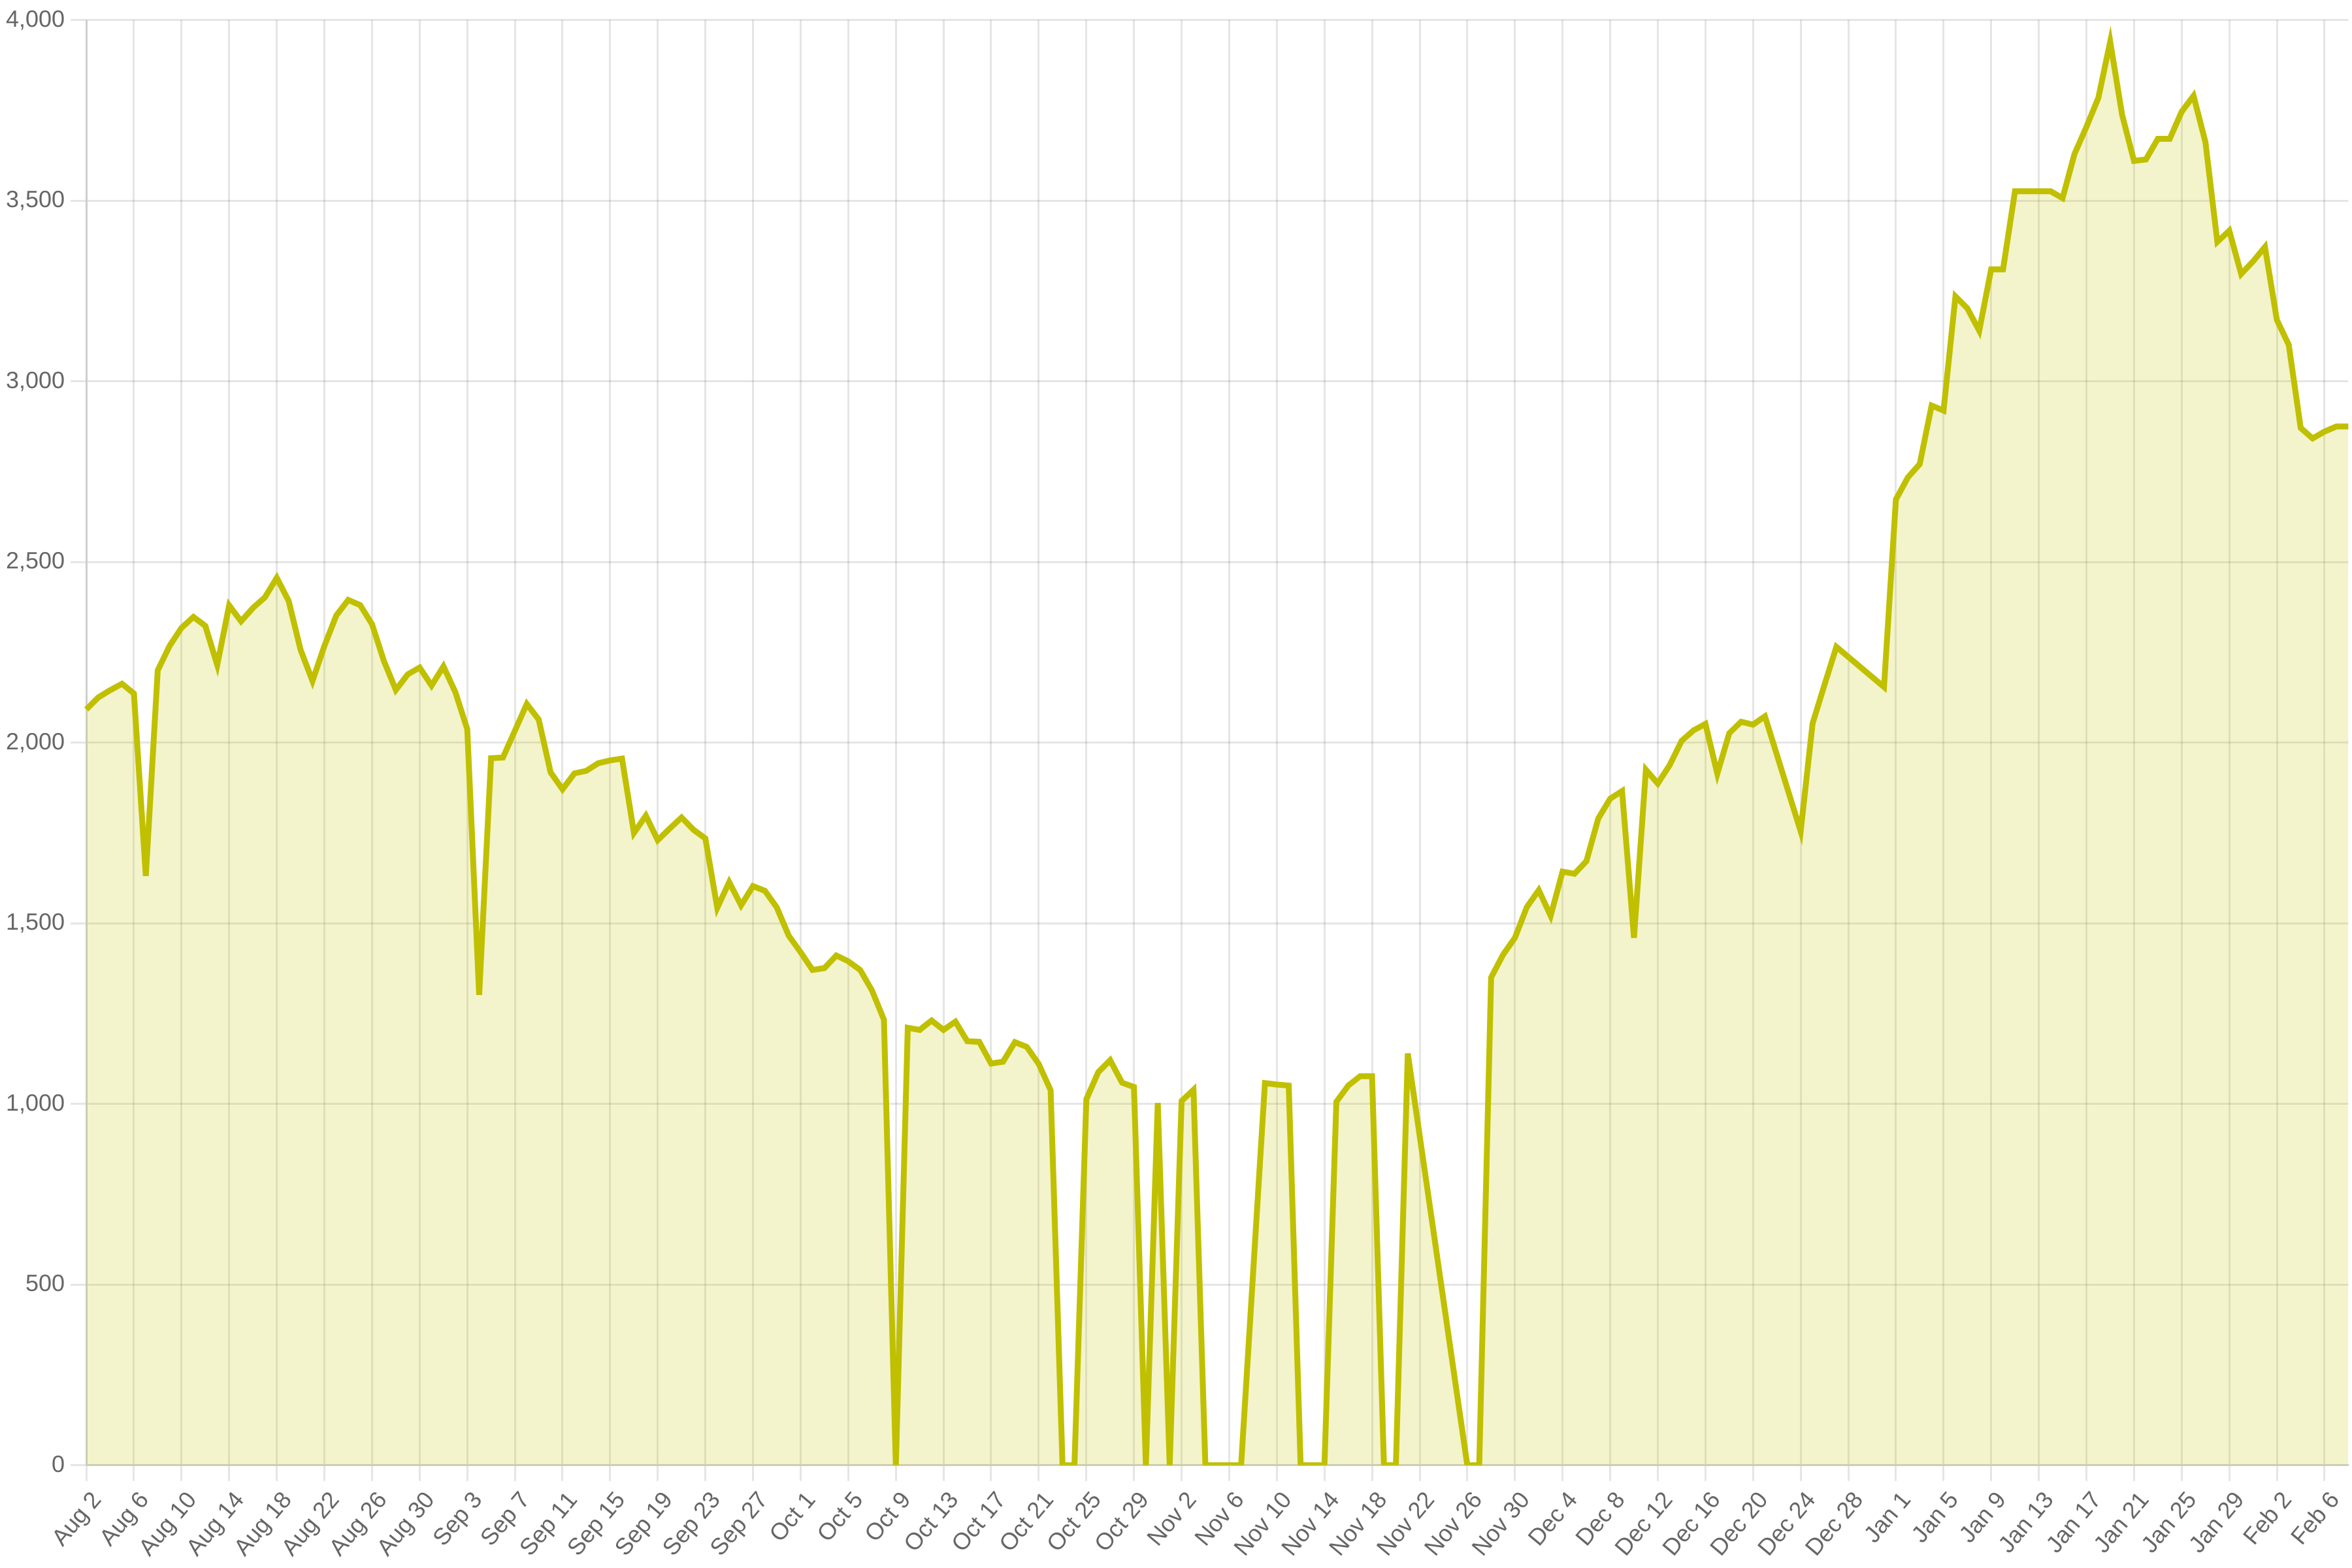 4,000
3,500
3,000
2,500
2,000
1,500
1,000
500
0
Aug 2
Aug 6
Aug 10
Aug 14
Aug 18
Aug 22
Aug 26
Aug 30
Sep 3
Sep 7
Sep 11
Sep 15
Sep 19
Sep 23
Sep 27
Oct 1
Oct 5
Oct 9
Oct 13
Oct 17
Oct 21
Oct 25
Oct 29
Nov 2
Nov 6
Nov 10
Nov 14
Nov 18
Nov 22
Nov 26
Nov 30
Dec 4
Dec 8
Dec 12
Dec 16
Dec 20
Dec 24
Dec 28
Jan 1
Jan 5
Jan 9
Jan 13
Jan 17
Jan 21
Jan 25
Jan 29
Feb 2
Feb 6